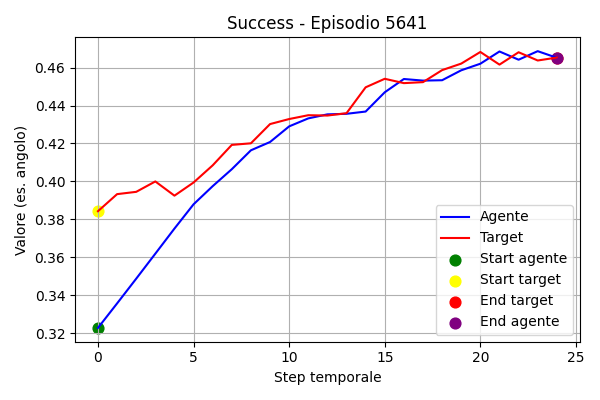 Success - Episodio 5641
Valore (es. angolo)
0.46
0.44
0.42
0.40
0.38
0.36
0.34
0.32
Agente
Target
Start agente
Start target
End target
End agente
0 5 10 15 20 25
Step temporale